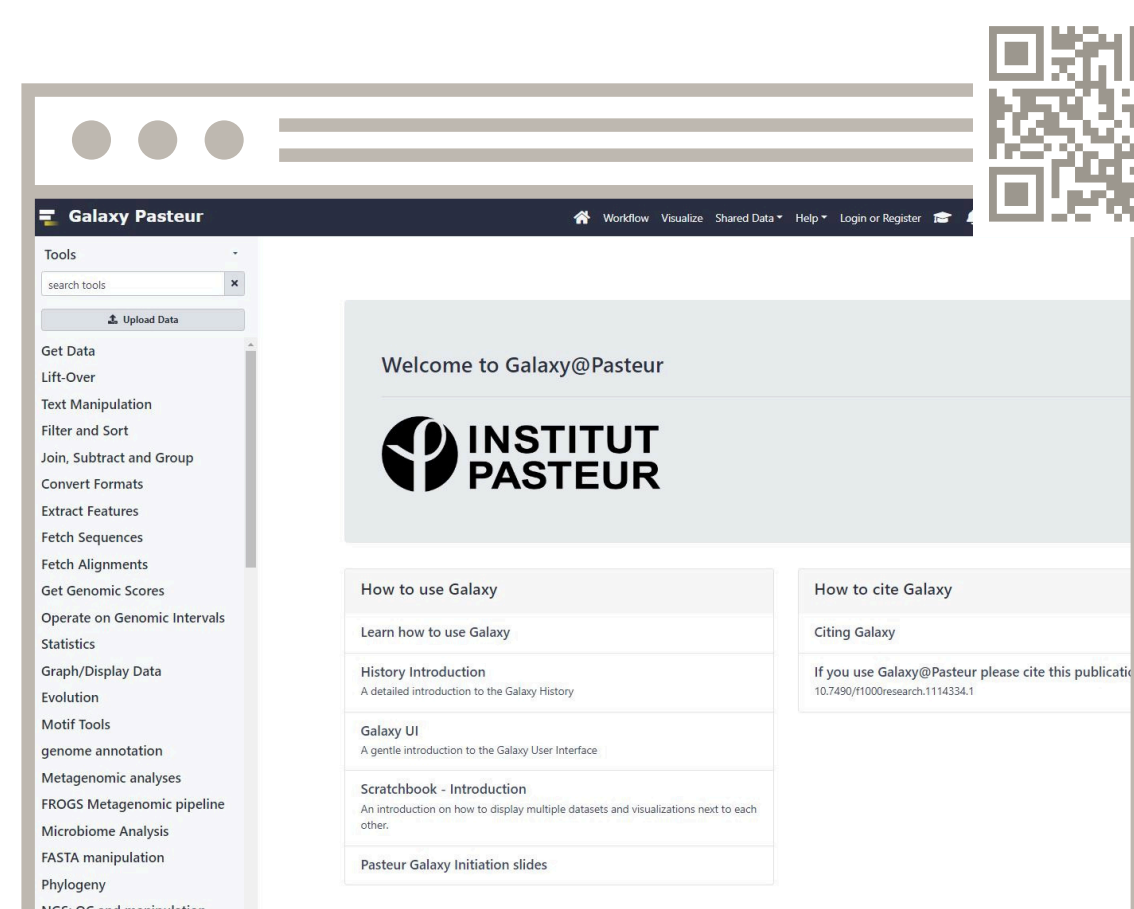 Galaxy Pasteur
Workflow Visualize Shared Data Help Login or Register
Tools
search tools
Upload Data
Get Data
Lift-Over
Text Manipulation
Filter and Sort
Join, Subtract and Group
Convert Formats
Extract Features
Fetch Sequences
Fetch Alignments
Get Genomic Scores
Operate on Genomic Intervals
Statistics
Graph/Display Data
Evolution
Motif Tools
genome annotation
Metagenomic analyses
FROGS Metagenomic pipeline
Microbiome Analysis
FASTA manipulation
Phylogeny
NGS: QC and manipulation
Welcome to Galaxy@Pasteur
INSTITUT
PASTEUR
How to use Galaxy
Learn how to use Galaxy
History Introduction
A detailed introduction to the Galaxy History
Galaxy UI
A gentle introduction to the Galaxy User Interface
Scratchbook - Introduction
An introduction on how to display multiple datasets and visualizations next to each
other.
Pasteur Galaxy Initiation slides
How to cite Galaxy
Citing Galaxy
If you use Galaxy@Pasteur please cite this publicatio
10.7490/f1000research.1114334.1